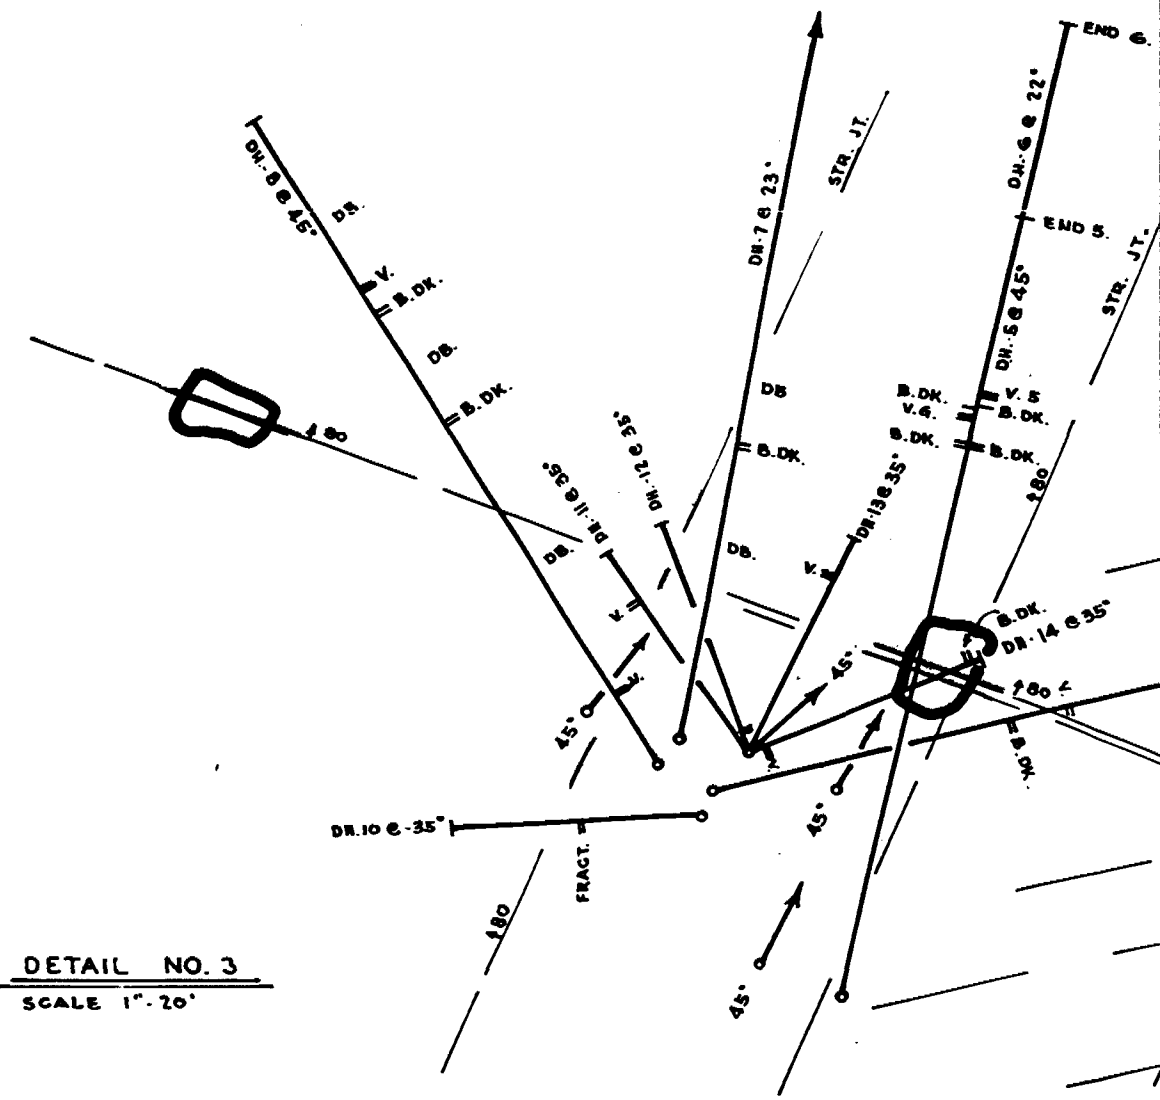 END 6.
DH.-6 @ 22°
STR. JT.
DH.-8 @ 45°
DH-7 @ 23°
DB.
END 5.
STR. JT.
V.
B.DK.
DH.-5 @ 45°
DB.
DB
B.DK.
V. 5
B.DK.
V.6.
B.DK.
B.DK.
80
DH.-12 @ 35°
B.DK.
B.DK.
B.DK.
DH.-11 @ 35°
DH-13 @ 35°
80
DB.
DB.
V.
V.
B.DK.
DH-14 @ 35°
45°
V.
80
45°
B.DK.
45°
DH.10 @ -35°
FRACT.
80
DETAIL NO. 3
SCALE 1"-20'
45°